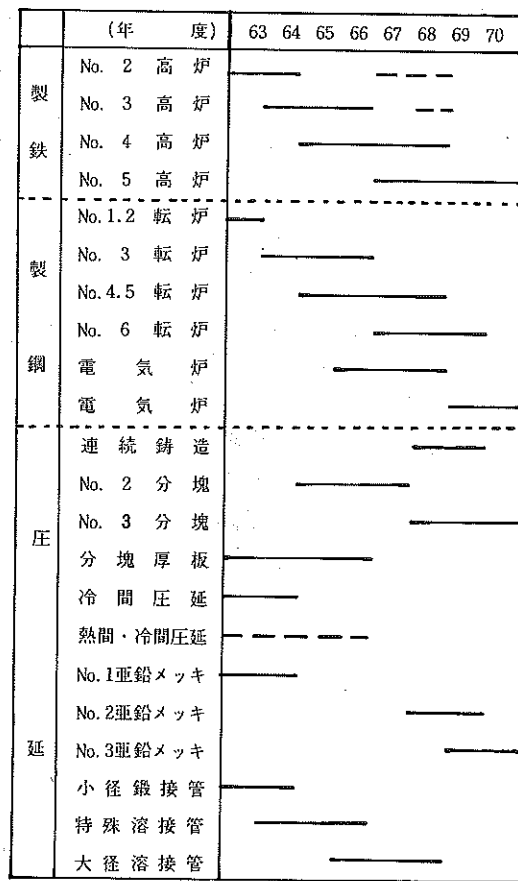 (年 度) 63 64 65 66 67 68 69 70
製鉄
No. 2 高炉
No. 3 高炉
No. 4 高炉
No. 5 高炉
製鋼
No.1.2 転炉
No. 3 転炉
No.4.5 転炉
No. 6 転炉
電気炉
電気炉
圧延
連続鋳造
No. 2 分塊
No. 3 分塊
分塊厚板
冷間圧延
熱間・冷間圧延
No.1亜鉛メッキ
No.2亜鉛メッキ
No.3亜鉛メッキ
小径鍛接管
特殊溶接管
大径溶接管